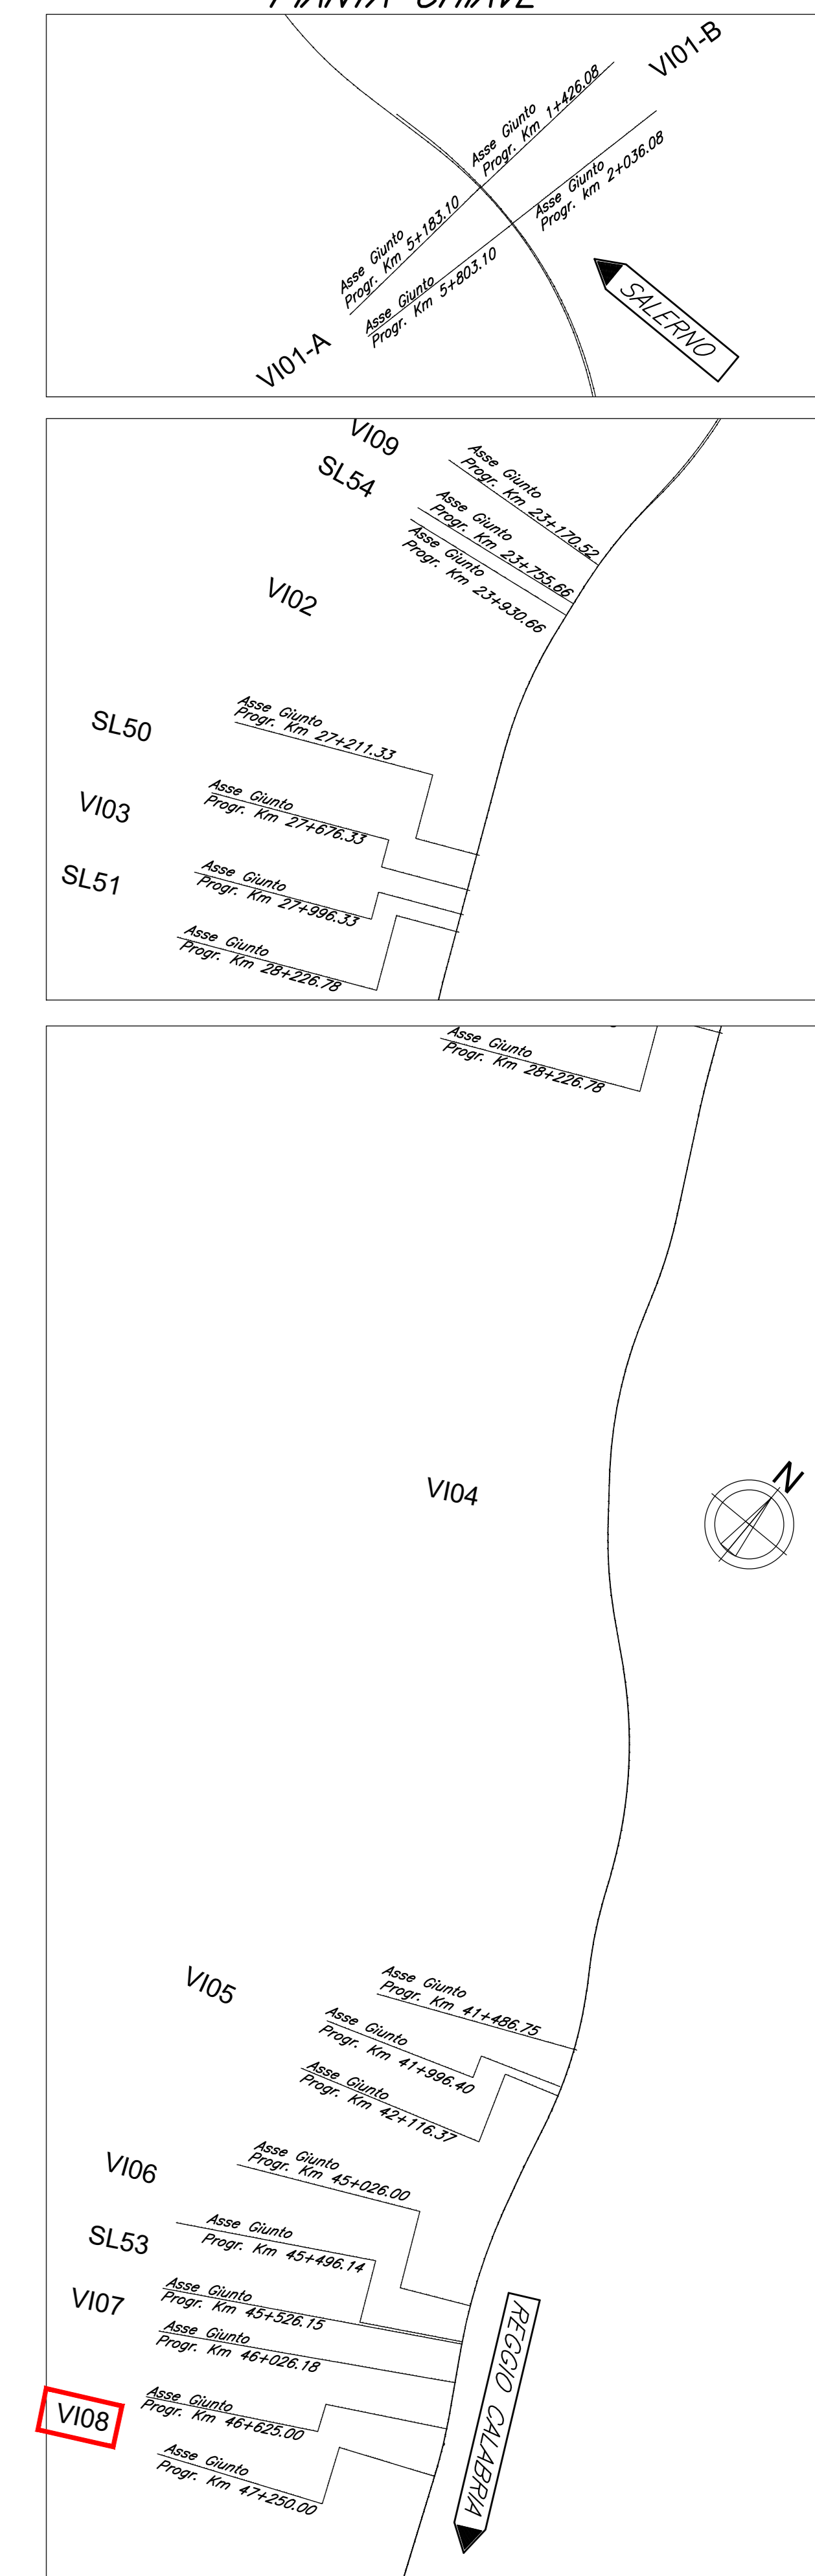 PIANTA CHIAVE
VI01-B
Asse Giunto
Progr. Km 1+426.08
Asse Giunto
Progr. km 2+036.08
Asse Giunto
Progr. Km 5+183.10
Asse Giunto
Progr. Km 5+803.10
VI01-A
SALERNO
VI09
SL54
Asse Giunto
Progr. Km 23+170.52
Asse Giunto
Progr. Km 23+755.66
Asse Giunto
Progr. Km 23+930.66
VI02
SL50
Asse Giunto
Progr. Km 27+211.33
VI03
Asse Giunto
Progr. Km 27+676.33
SL51
Asse Giunto
Progr. Km 27+996.33
Asse Giunto
Progr. Km 28+226.78
Asse Giunto
Progr. Km 28+226.78
N
VI04
VI05
Asse Giunto
Progr. Km 41+486.75
Asse Giunto
Progr. Km 41+996.40
Asse Giunto
Progr. Km 42+116.37
VI06
Asse Giunto
Progr. Km 45+026.00
SL53
Asse Giunto
Progr. Km 45+496.14
VI07
Asse Giunto
Progr. Km 45+526.15
Asse Giunto
Progr. Km 46+026.18
VI08
Asse Giunto
Progr. Km 46+625.00
Asse Giunto
Progr. Km 47+250.00
REGGIO CALABRIA